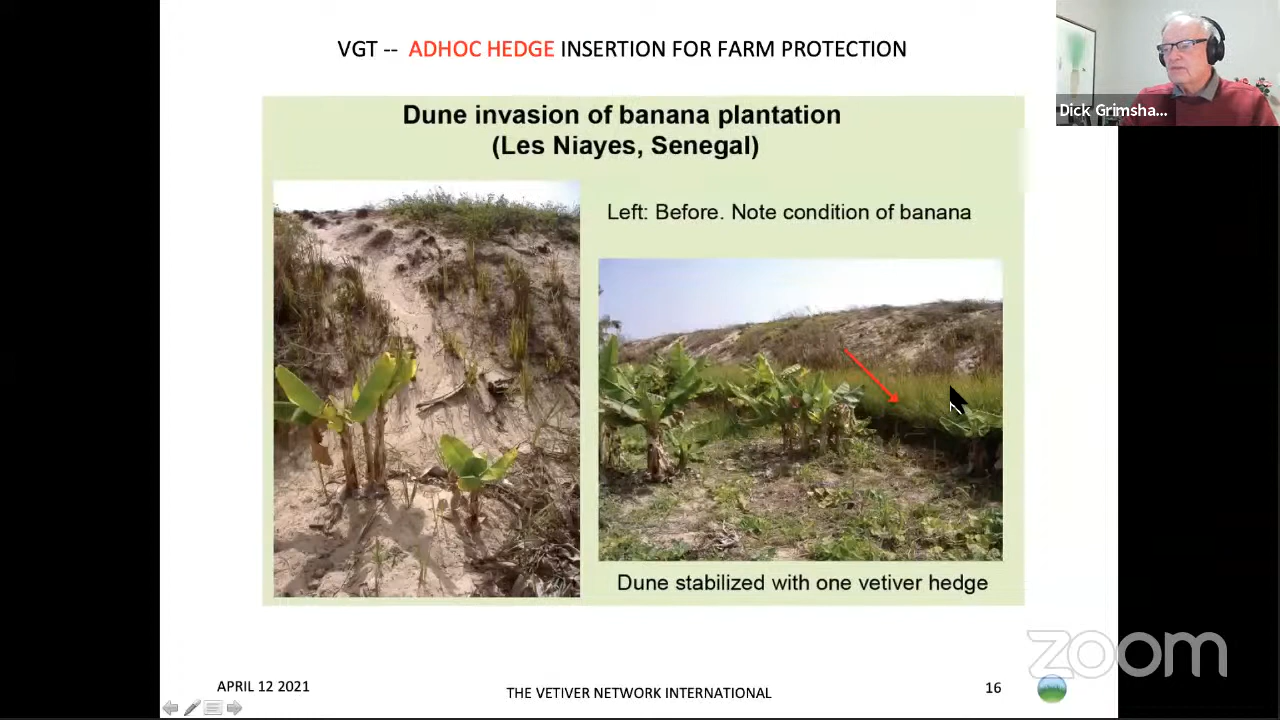 VGT -- ADHOC HEDGE INSERTION FOR FARM PROTECTION
Dick Grimsha...
Dune invasion of banana plantation
(Les Niayes, Senegal)
Left: Before. Note condition of banana
Dune stabilized with one vetiver hedge
zoom
APRIL 12 2021
THE VETIVER NETWORK INTERNATIONAL
16